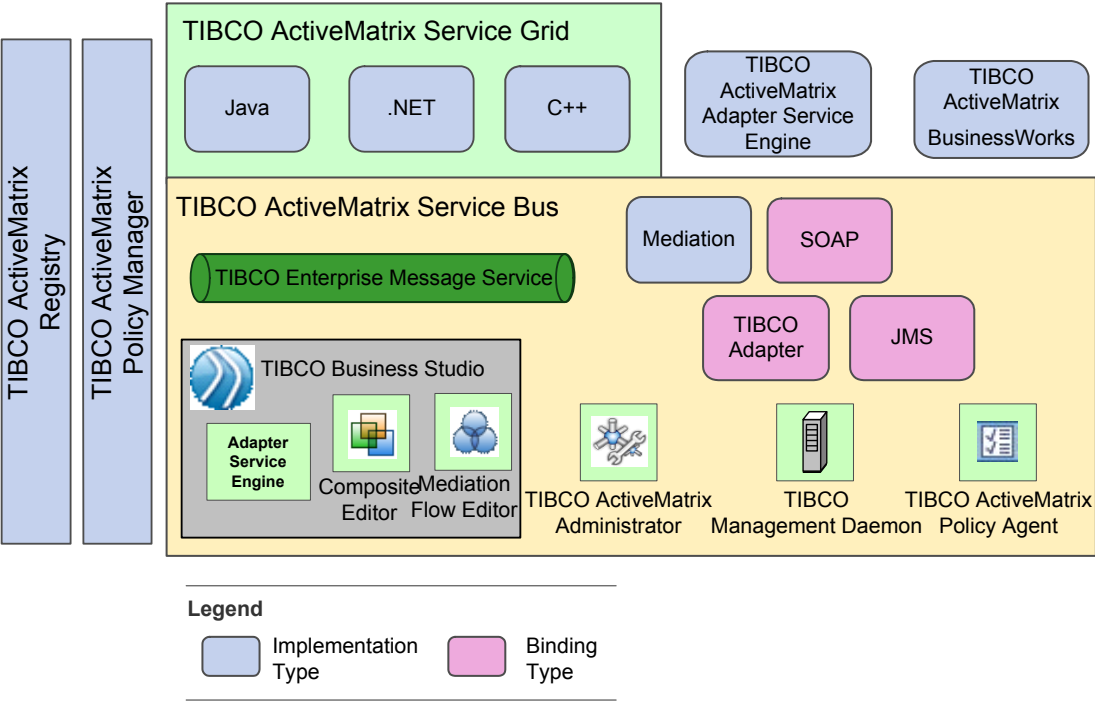 TIBCO ActiveMatrix
Registry
TIBCO ActiveMatrix
Policy Manager
TIBCO ActiveMatrix Service Grid
Java
.NET
C++
TIBCO
ActiveMatrix
Adapter Service
Engine
TIBCO
ActiveMatrix
BusinessWorks
TIBCO ActiveMatrix Service Bus
Mediation
SOAP
TIBCO Enterprise Message Service
TIBCO
Adapter
JMS
TIBCO Business Studio
Adapter
Service
Engine
Composite
Editor
Mediation
Flow Editor
TIBCO ActiveMatrix
Administrator
TIBCO
Management Daemon
TIBCO ActiveMatrix
Policy Agent
Legend
Implementation
Type
Binding
Type